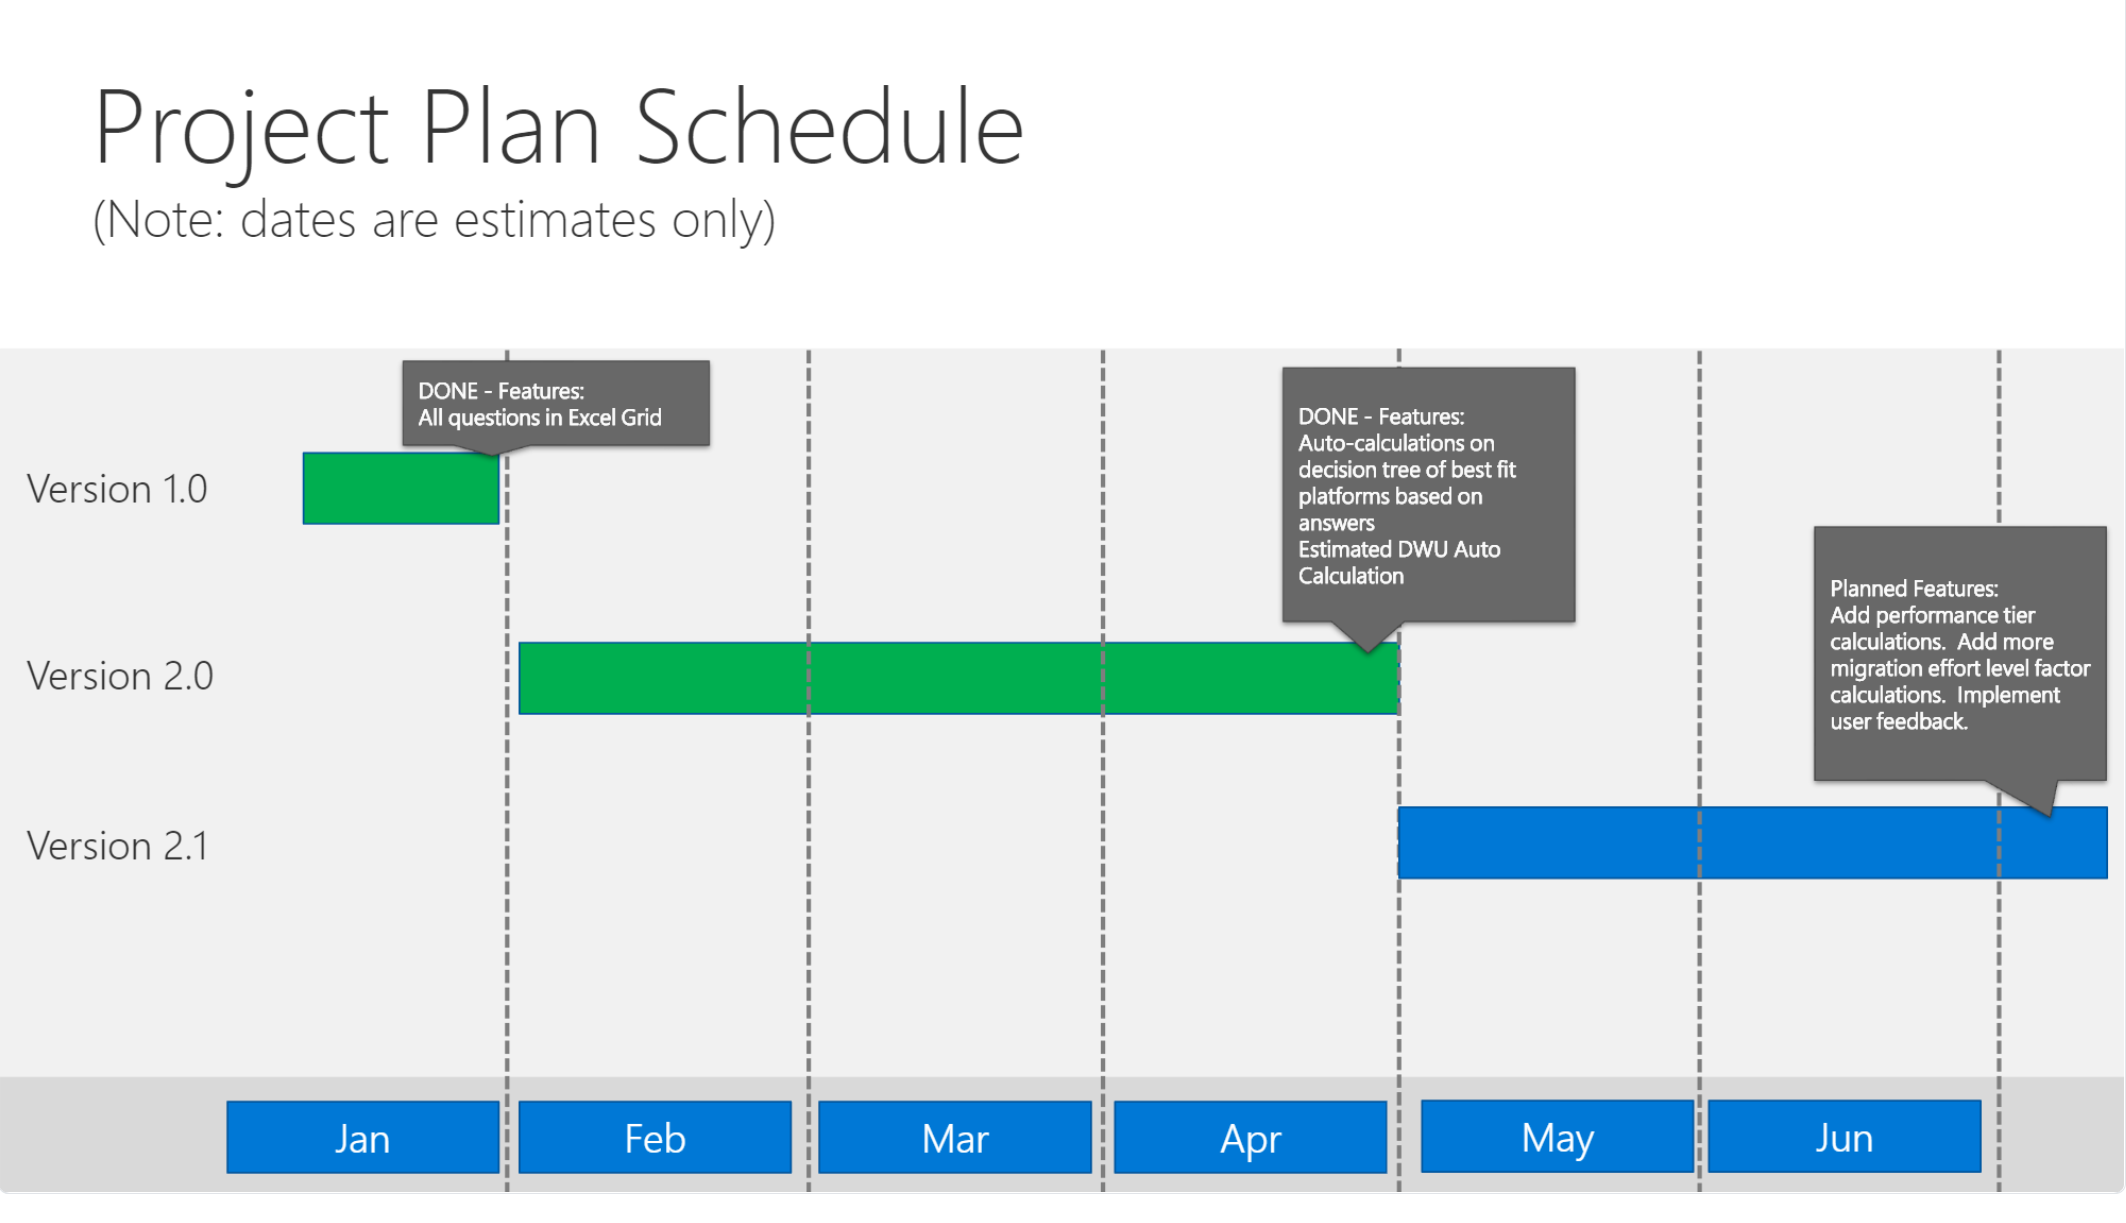 Project Plan Schedule
(Note: dates are estimates only)
DONE - Features:
All questions in Excel Grid
DONE - Features:
Auto-calculations on
decision tree of best fit
platforms based on
answers
Estimated DWU Auto
Calculation
Version 1.0
Planned Features:
Add performance tier
calculations.  Add more
migration effort level factor
calculations.  Implement
user feedback.
Version 2.0
Version 2.1
Jan
Feb
Mar
Apr
May
Jun